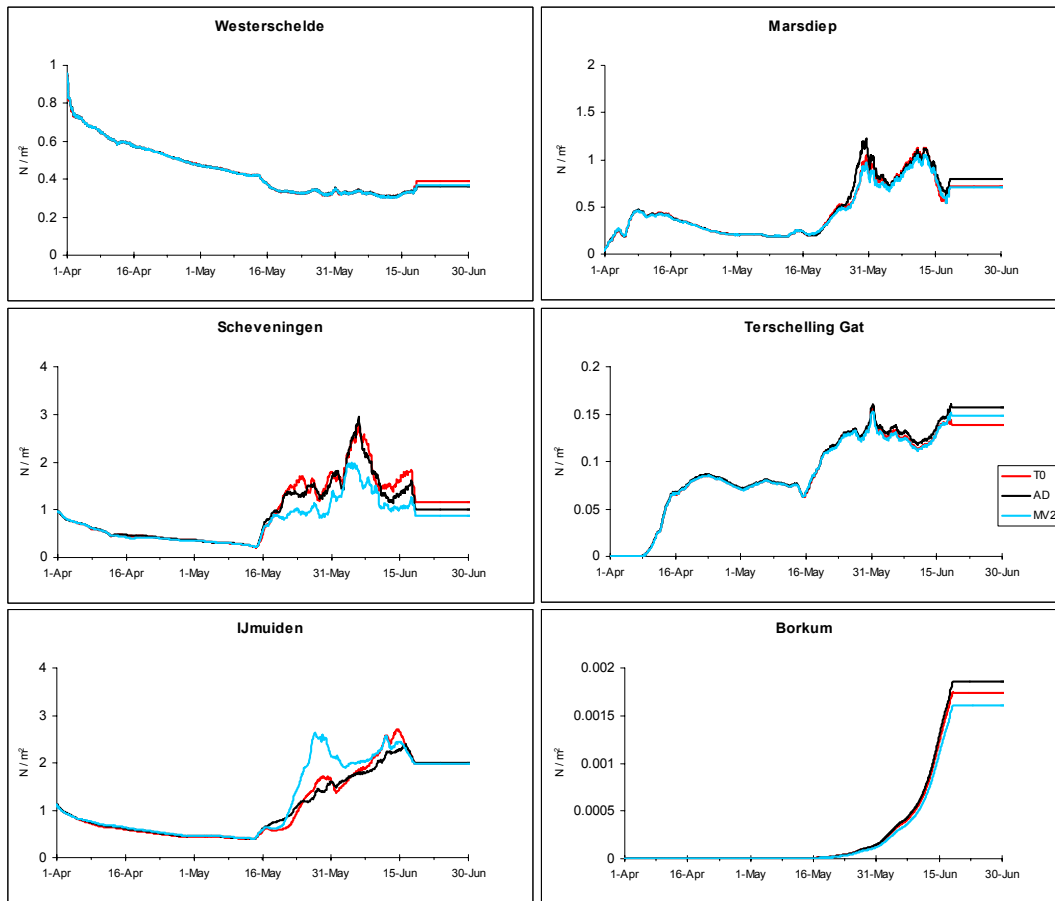 Westerschelde
N / m²
1
0.8
0.6
0.4
0.2
0
1-Apr 16-Apr 1-May 16-May 31-May 15-Jun 30-Jun
Marsdiep
N / m²
2
1.5
1
0.5
0
1-Apr 16-Apr 1-May 16-May 31-May 15-Jun 30-Jun
Scheveningen
N / m²
4
3
2
1
0
1-Apr 16-Apr 1-May 16-May 31-May 15-Jun 30-Jun
Terschelling Gat
N / m²
0.2
0.15
0.1
0.05
0
1-Apr 16-Apr 1-May 16-May 31-May 15-Jun 30-Jun
T0
AD
MV2
IJmuiden
N / m²
4
3
2
1
0
1-Apr 16-Apr 1-May 16-May 31-May 15-Jun 30-Jun
Borkum
N / m²
0.002
0.0015
0.001
0.0005
0
1-Apr 16-Apr 1-May 16-May 31-May 15-Jun 30-Jun